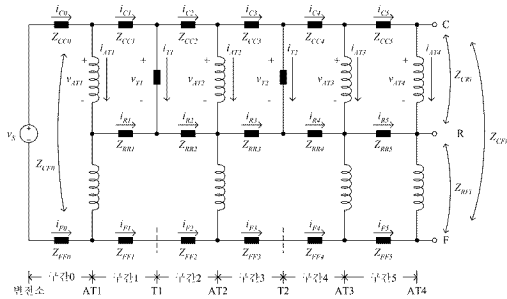 i_C0 i_C1 i_C2 i_C3 i_C4 i_C5 C
Z_CC0 Z_CC1 Z_CC2 Z_CC3 Z_CC4 Z_CC5
i_AT1 i_T1 i_AT2 i_T2 i_AT3 i_AT4
+ + + + + +
v_AT1 v_T1 v_AT2 v_T2 v_AT3 v_AT4
- - - - - -
i_R1 i_R2 i_R3 i_R4 i_R5 R
Z_RR1 Z_RR2 Z_RR3 Z_RR4 Z_RR5
v_S
Z_CF0
i_F0 i_F1 i_F2 i_F3 i_F4 i_F5 F
Z_FF0 Z_FF1 Z_FF2 Z_FF3 Z_FF4 Z_FF5
구간0 구간1 구간2 구간3 구간4 구간5
변전소 AT1 T1 AT2 T2 AT3 AT4